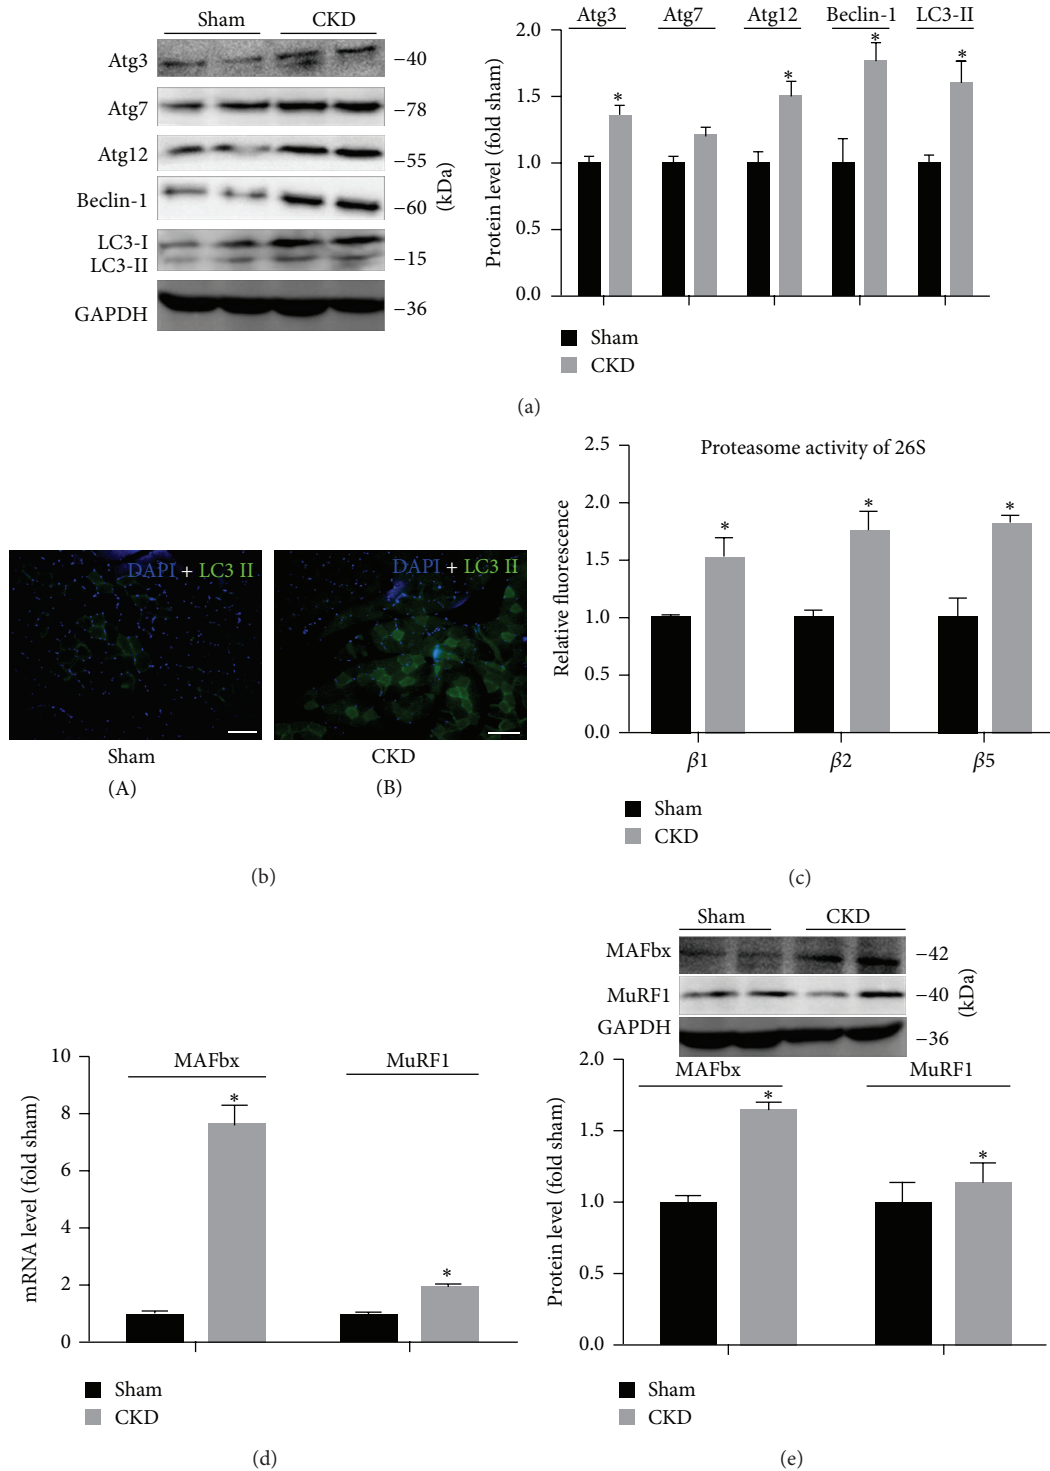 Sham CKD
Atg3 −40
Atg7 −78
Atg12 −55
Beclin-1 −60
LC3-I
LC3-II −15
GAPDH −36
(kDa)
Atg3 Atg7 Atg12 Beclin-1 LC3-II
2.0
1.5
1.0
0.5
0.0
Protein level (fold sham)
* * * *
Sham
CKD
(a)
DAPI + LC3 II
DAPI + LC3 II
Sham
CKD
(A)
(B)
(b)
Proteasome activity of 26S
2.5
2.0
1.5
1.0
0.5
0.0
Relative fluorescence
* * *
β1 β2 β5
Sham
CKD
(c)
10
8
6
4
2
0
mRNA level (fold sham)
MAFbx MuRF1
* *
Sham
CKD
(d)
Sham CKD
MAFbx −42
MuRF1 −40
GAPDH −36
(kDa)
2.0
1.5
1.0
0.5
0.0
Protein level (fold sham)
MAFbx MuRF1
* *
Sham
CKD
(e)